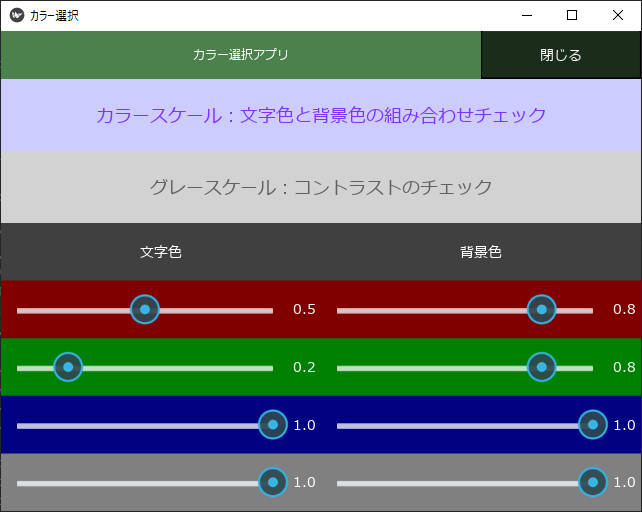 カラー選択
カラー選択アプリ 閉じる
カラースケール：文字色と背景色の組み合わせチェック
グレースケール：コントラストのチェック
文字色 背景色
0.5 0.8
0.2 0.8
1.0 1.0
1.0 1.0